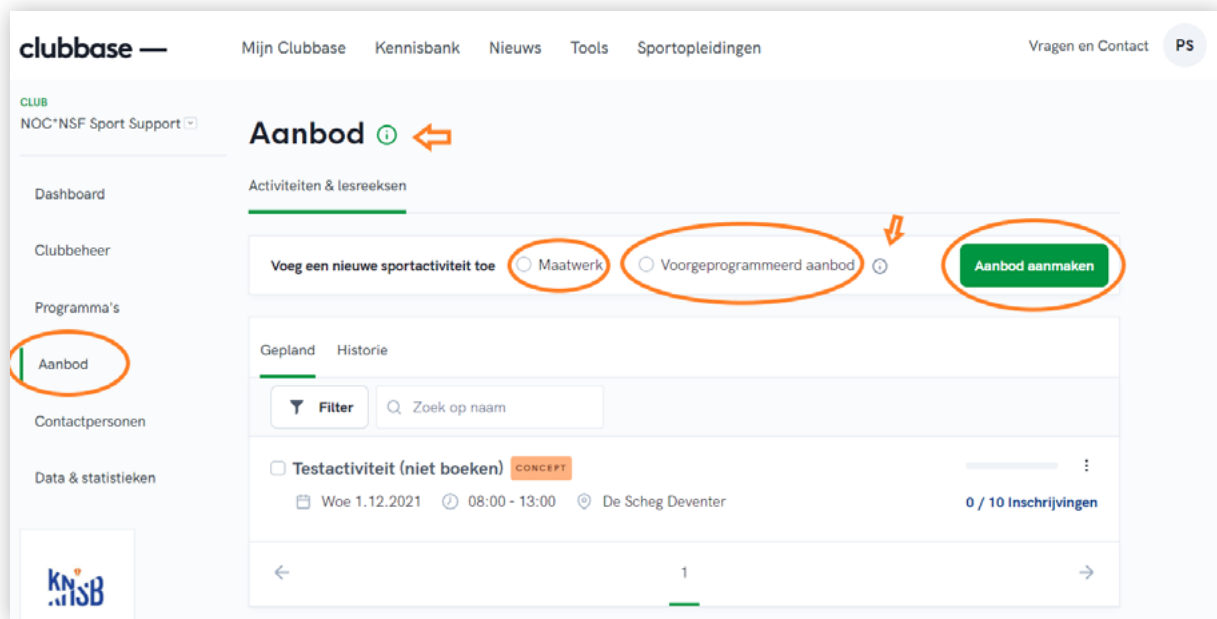 clubbase —
Mijn Clubbase Kennisbank Nieuws Tools Sportopleidingen
Vragen en Contact PS
CLUB
NOC*NSF Sport Support
Dashboard
Clubbeheer
Programma's
Aanbod
Contactpersonen
Data & statistieken
KNSB
Aanbod
Activiteiten & lesreeksen
Voeg een nieuwe sportactiviteit toe Maatwerk Voorgeprogrammeerd aanbod Aanbod aanmaken
Gepland Historie
Filter Zoek op naam
Testactiviteit (niet boeken) CONCEPT
Woe 1.12.2021 08:00 - 13:00 De Scheg Deventer 0 / 10 Inschrijvingen
1